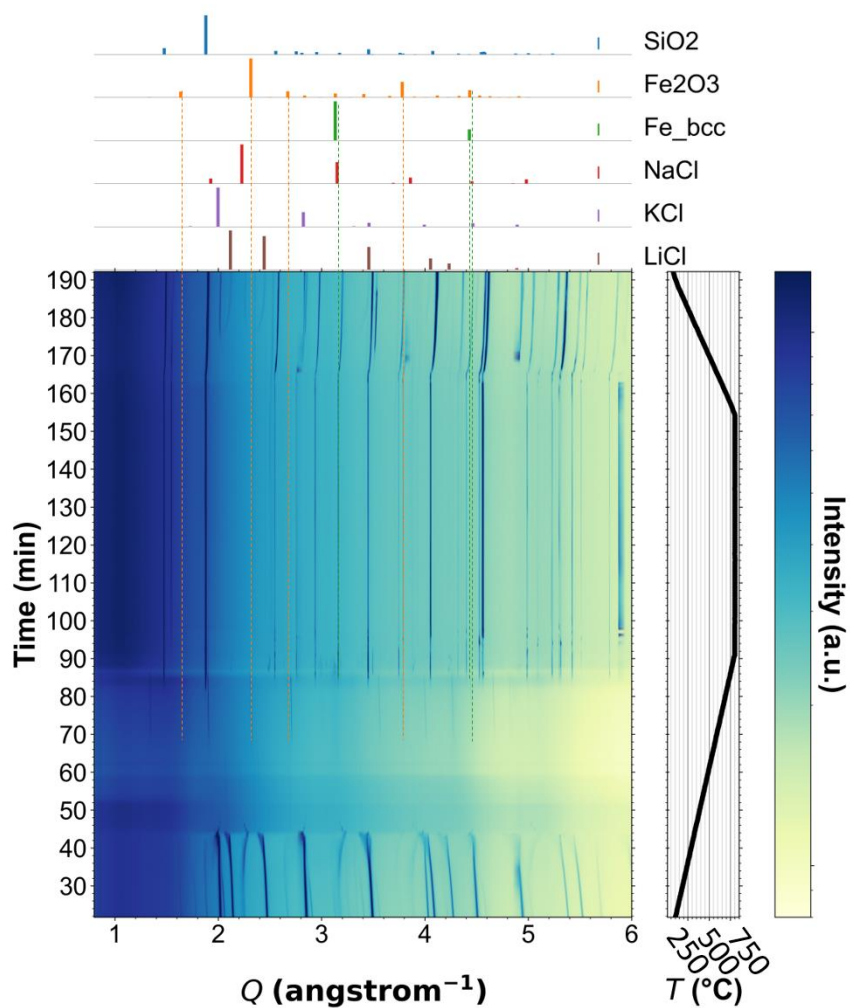 SiO2
Fe2O3
Fe_bcc
NaCl
KCl
LiCl
190
180
170
160
150
140
130
120
110
100
90
80
70
60
50
40
30
Time (min)
1 2 3 4 5 6
Q (angstrom⁻¹)
250 500 750
T (°C)
Intensity (a.u.)